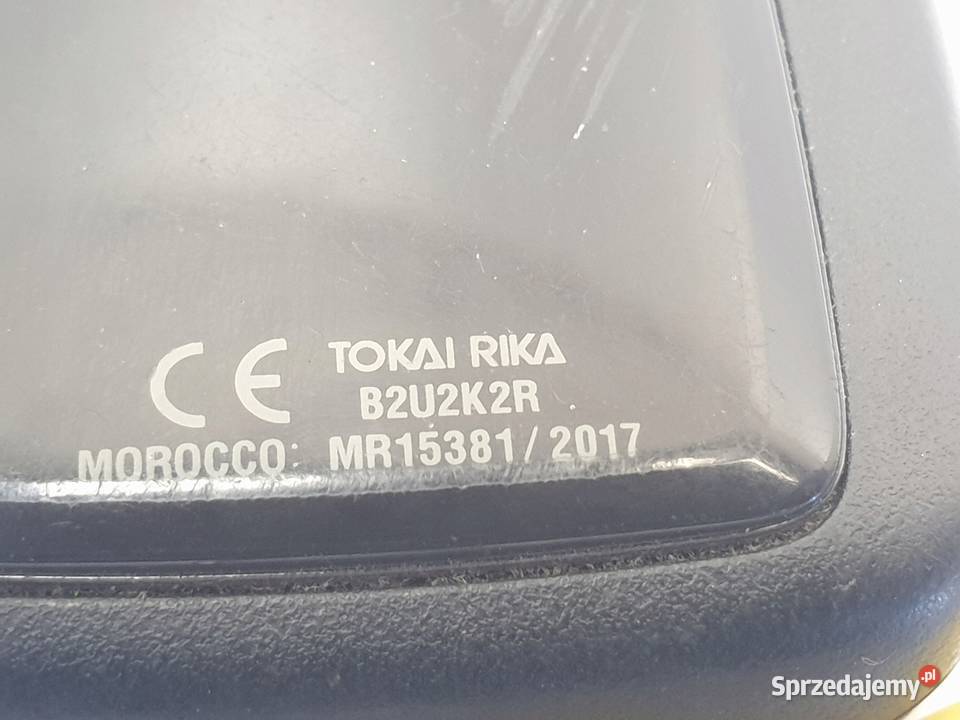 CE TOKAI RIKA
B2U2K2R
MOROCCO: MR15381/2017
Sprzedajemy.pl